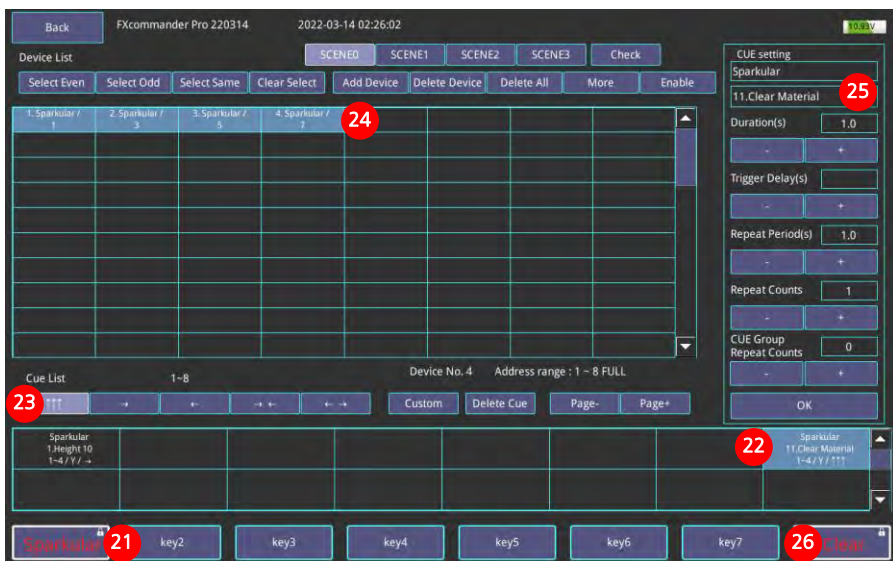 Back FXcommander Pro 220314 2022-03-14 02:26:02 10.93V
Device List SCENE0 SCENE1 SCENE2 SCENE3 Check
Select Even Select Odd Select Same Clear Select Add Device Delete Device Delete All More Enable
1. Sparkular / 2. Sparkular / 3. Sparkular / 4. Sparkular / 24
1 3 5 7
CUE setting
Sparkular
11.Clear Material 25
Duration(s) 1.0
- +
Trigger Delay(s)
- +
Repeat Period(s) 1.0
- +
Repeat Counts 1
- +
CUE Group
Repeat Counts 0
- +
OK
Cue List 1~8 Device No. 4 Address range : 1 ~ 8 FULL
23 ↑↑↑ → ← → ← ← → Custom Delete Cue Page- Page+
Sparkular
1.Height 10
1~4 / Y / →
22 Sparkular
11.Clear Material
1~4 / Y / ↑↑↑
Sparkular 21 key2 key3 key4 key5 key6 key7 26 Clear